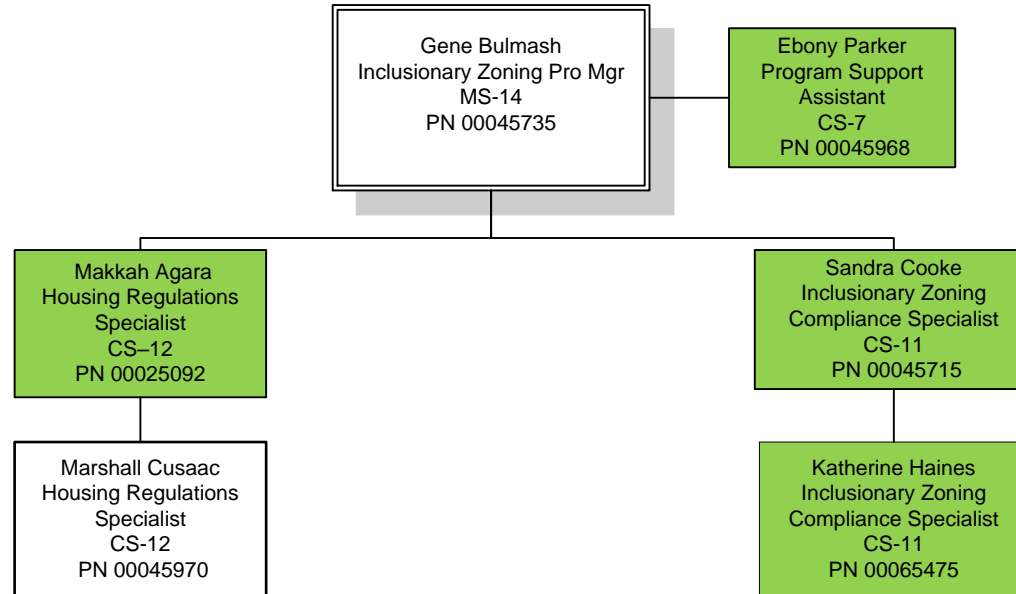 Gene Bulmash
Inclusionary Zoning Pro Mgr
MS-14
PN 00045735
Ebony Parker
Program Support
Assistant
CS-7
PN 00045968
Makkah Agara
Housing Regulations
Specialist
CS–12
PN 00025092
Sandra Cooke
Inclusionary Zoning
Compliance Specialist
CS-11
PN 00045715
Marshall Cusaac
Housing Regulations
Specialist
CS-12
PN 00045970
Katherine Haines
Inclusionary Zoning
Compliance Specialist
CS-11
PN 00065475